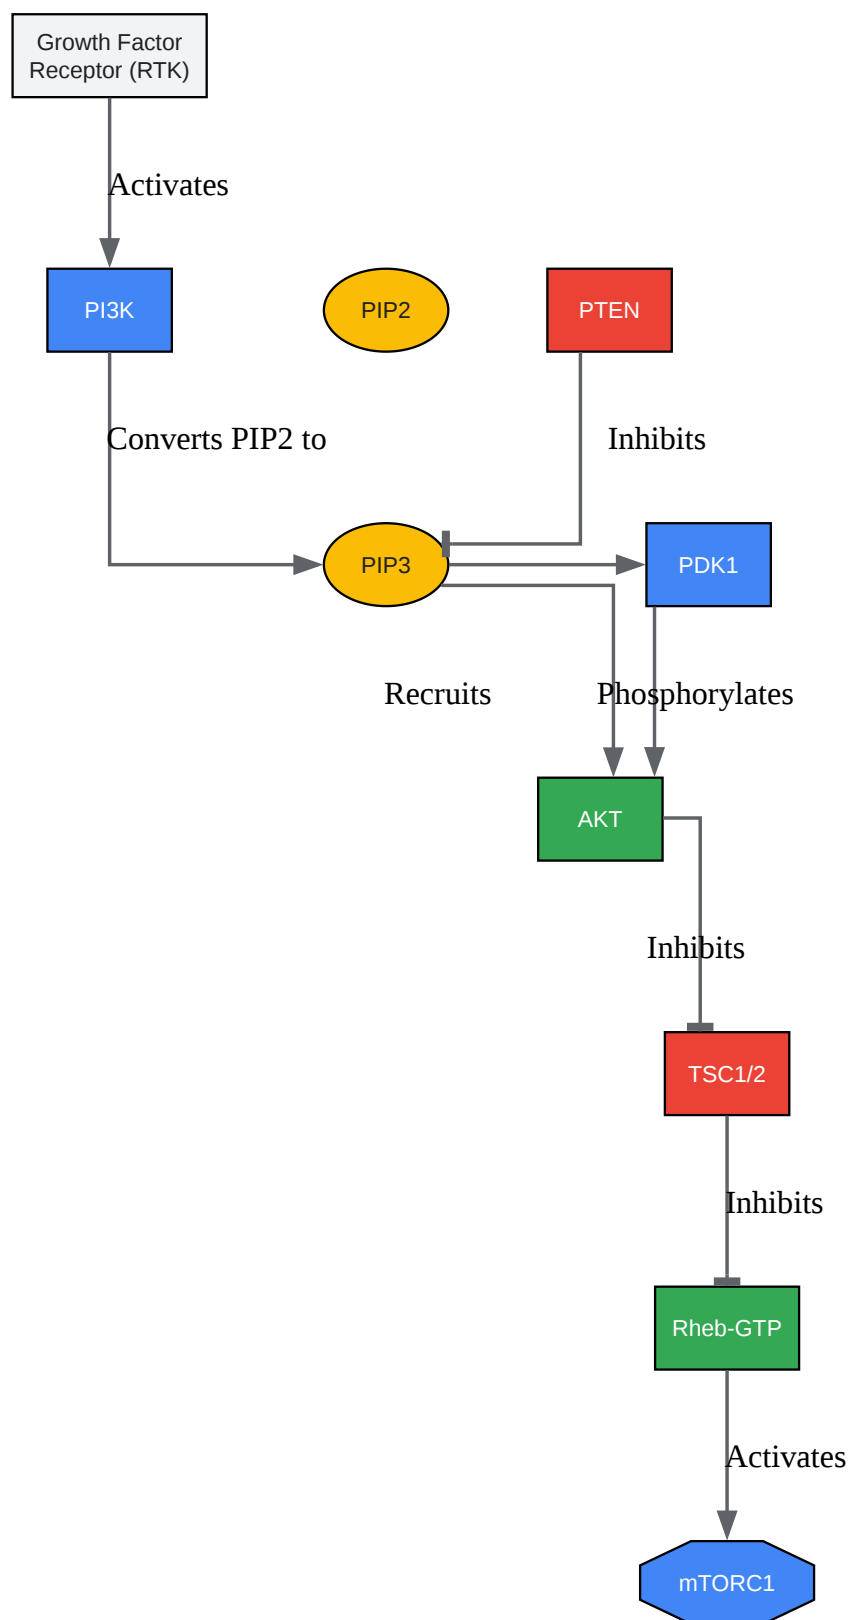 Growth Factor
Receptor (RTK)
Activates
PI3K
PIP2
PTEN
Converts PIP2 to
Inhibits
PIP3
PDK1
Recruits
Phosphorylates
AKT
Inhibits
TSC1/2
Inhibits
Rheb-GTP
Activates
mTORC1